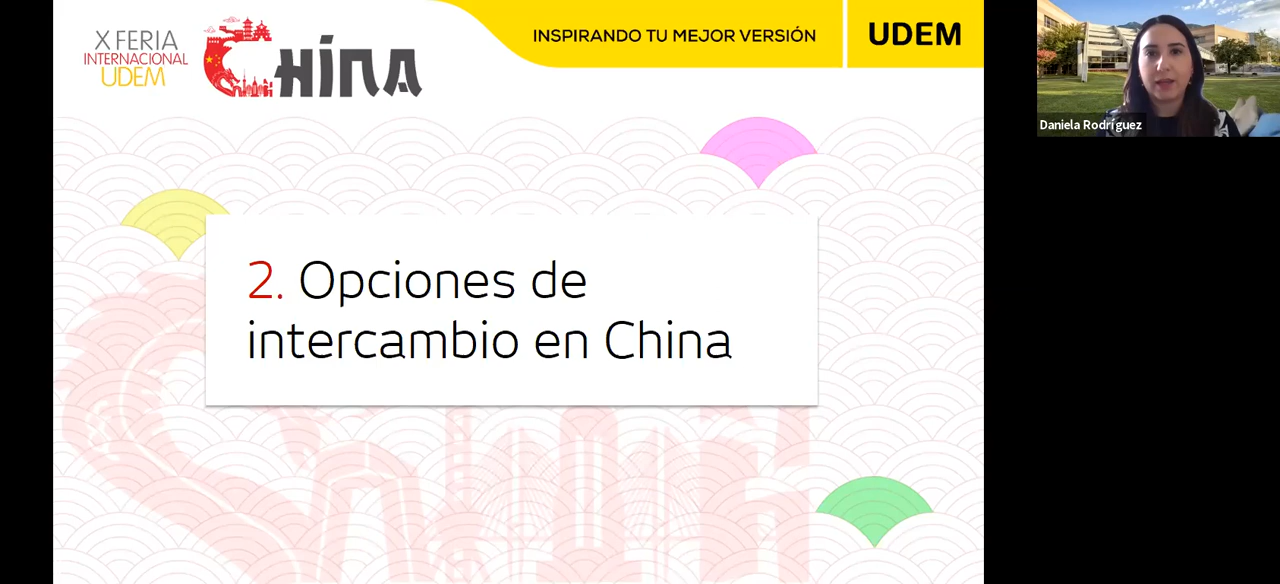 X FERIA
INTERNACIONAL
UDEM
CHINA
INSPIRANDO TU MEJOR VERSIÓN
UDEM
Daniela Rodríguez
2. Opciones de
intercambio en China